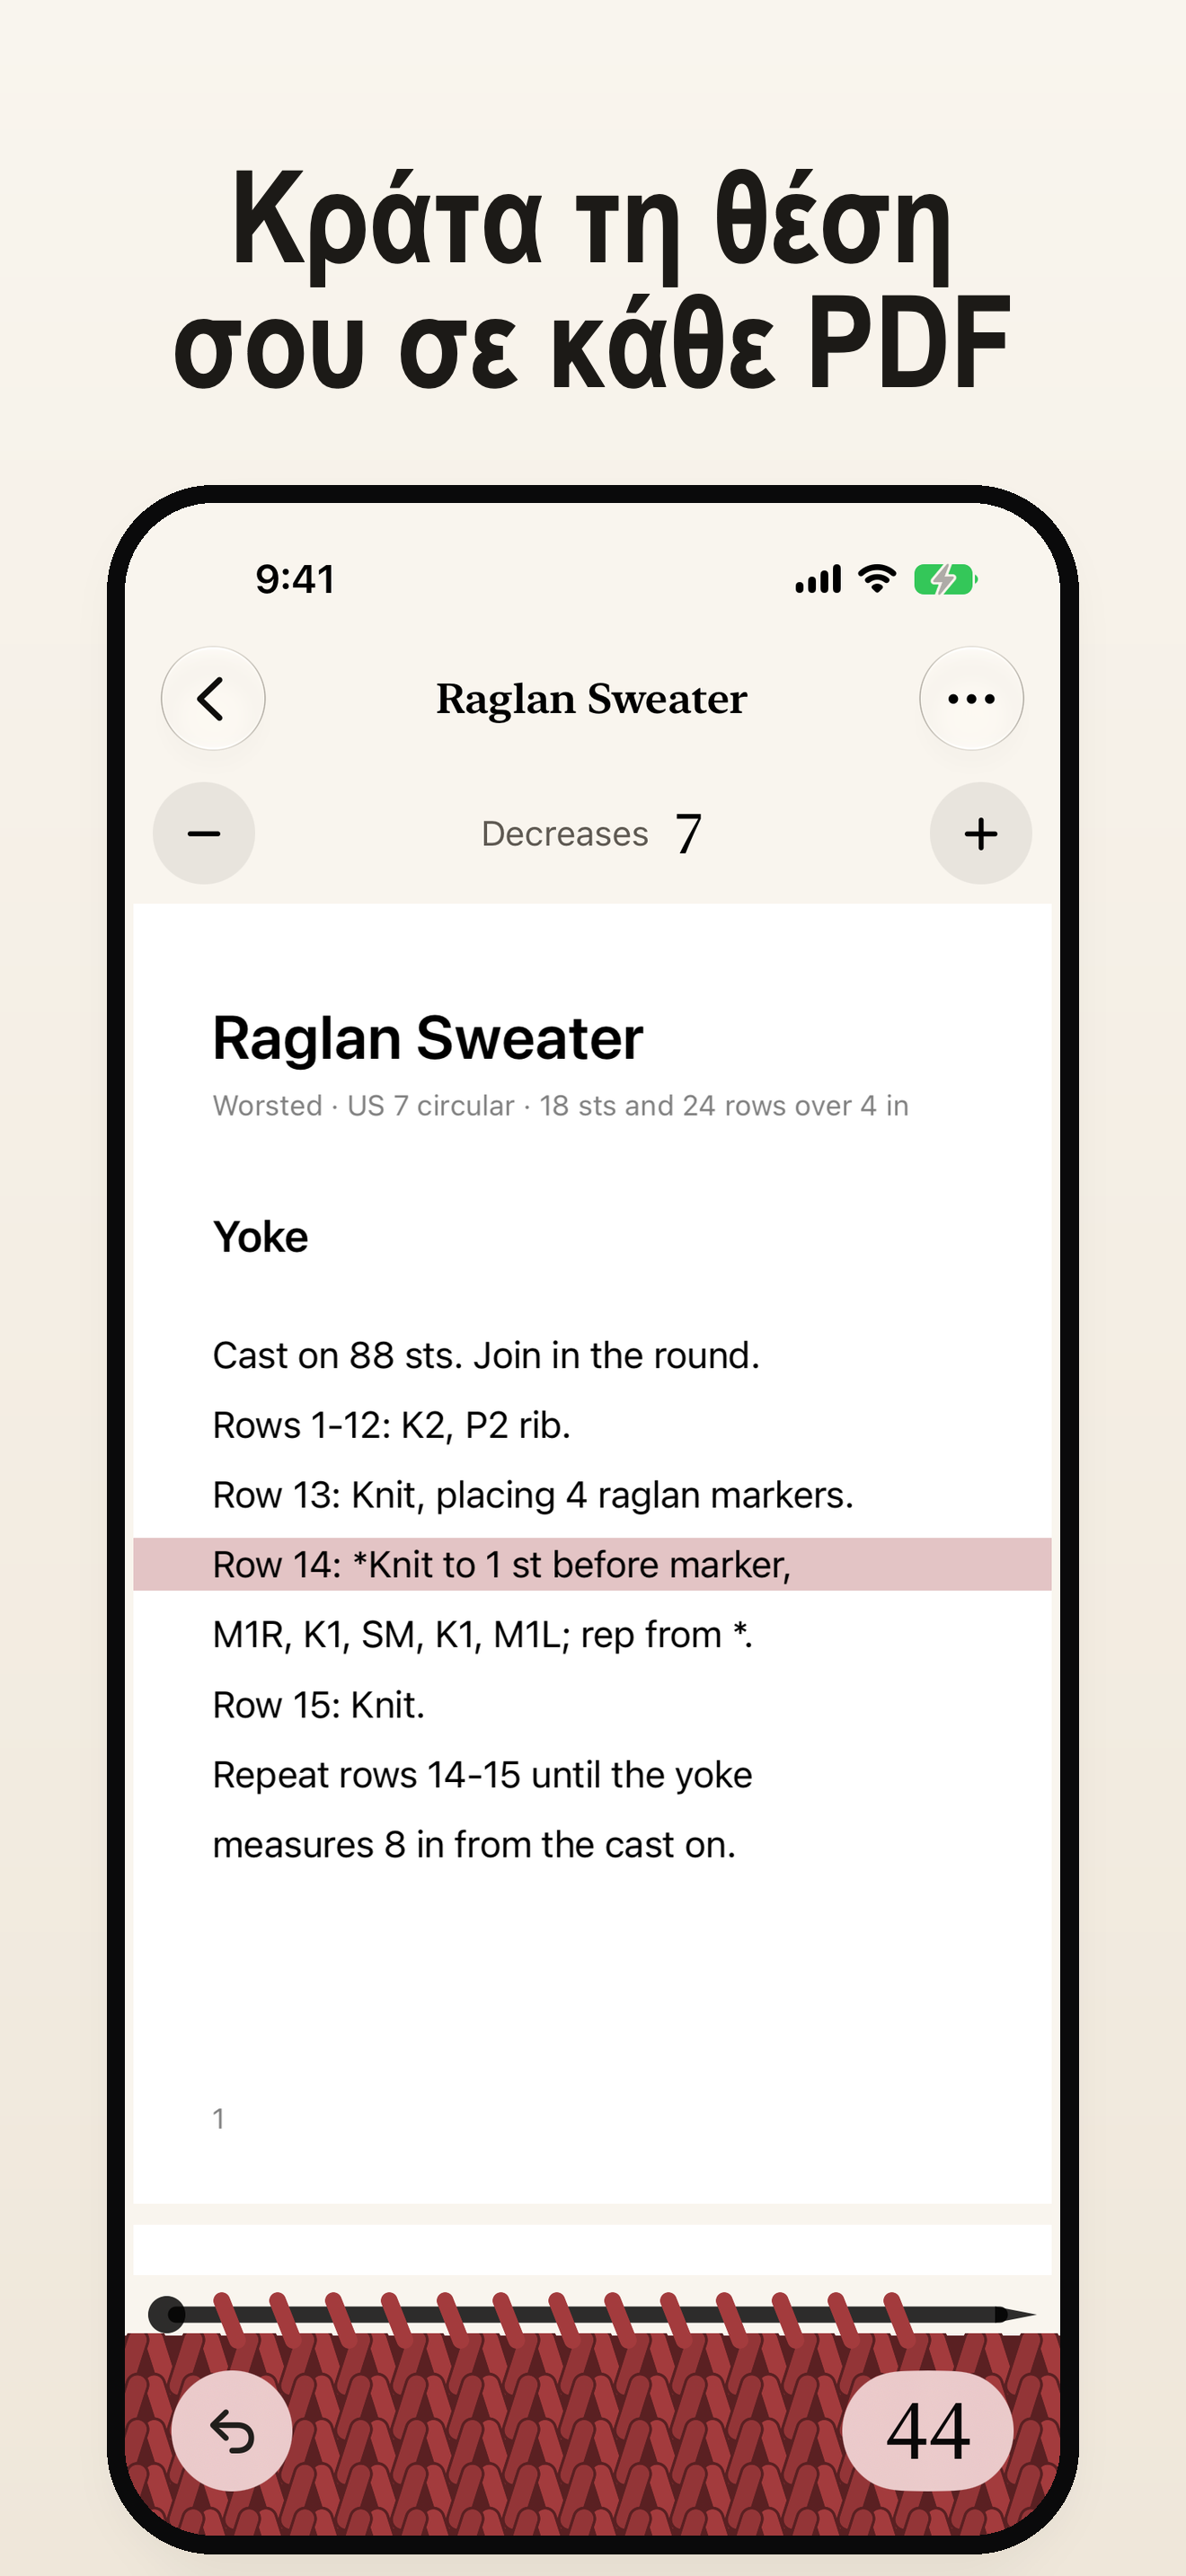 Κράτα τη θέση
σου σε κάθε PDF
9:41
Raglan Sweater
Decreases 7
Raglan Sweater
Worsted · US 7 circular · 18 sts and 24 rows over 4 in
Yoke
Cast on 88 sts. Join in the round.
Rows 1-12: K2, P2 rib.
Row 13: Knit, placing 4 raglan markers.
Row 14: *Knit to 1 st before marker,
M1R, K1, SM, K1, M1L; rep from *.
Row 15: Knit.
Repeat rows 14-15 until the yoke
measures 8 in from the cast on.
1
44